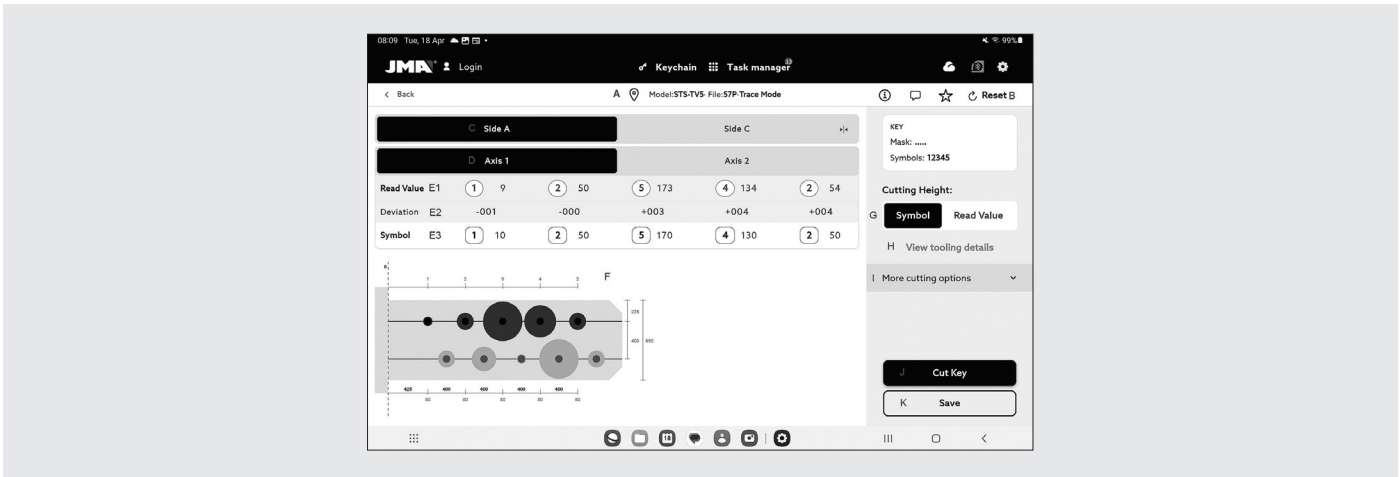 08:09 Tue, 18 Apr 99%
JMA Login Keychain Task manager 33
Back A Model:STS-TV5- File:57P-Trace Mode Reset B
C Side A Side C
D Axis 1 Axis 2
Read Value E1 1 9 2 50 5 173 4 134 2 54
Deviation E2 -001 -000 +003 +004 +004
Symbol E3 1 10 2 50 5 170 4 130 2 50
KEY
Mask: .....
Symbols: 12345
Cutting Height:
G Symbol Read Value
H View tooling details
I More cutting options
F
1 2 3 4 5
225
400 850
425 400 400 400 400
80 80 80 80 80
J Cut Key
K Save
18